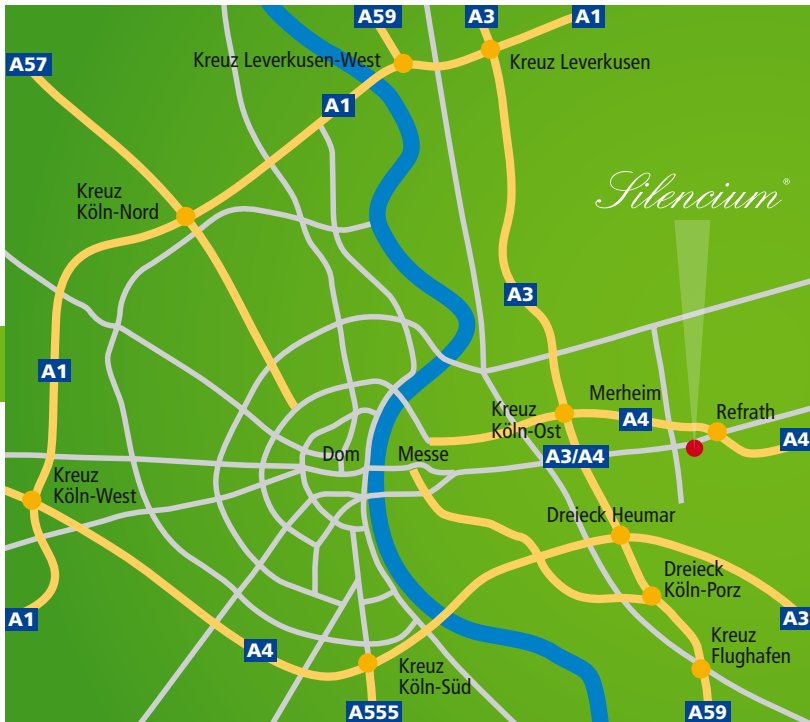 A59
A3
A1
Kreuz Leverkusen-West
Kreuz Leverkusen
A57
A1
Kreuz
Köln-Nord
Silencium®
A3
A1
Merheim
Kreuz
Köln-Ost
A4
Refrath
A4
Dom
Messe
A3/A4
Kreuz
Köln-West
Dreieck Heumar
Dreieck
Köln-Porz
A1
A3
A4
Kreuz
Köln-Süd
Kreuz
Flughafen
A555
A59